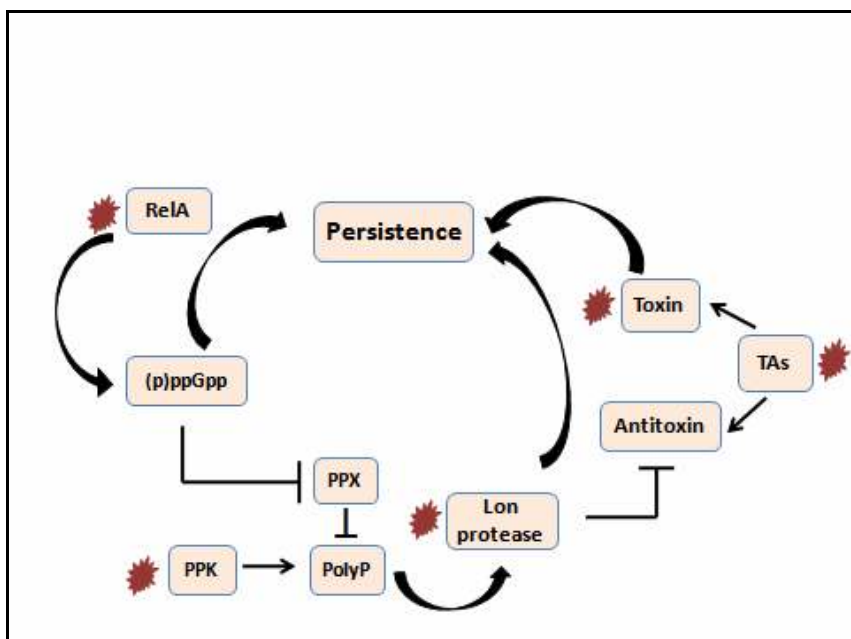 RelA
Persistence
Toxin
TAs
(p)ppGpp
Antitoxin
PPX
Lon
protease
PPK
PolyP